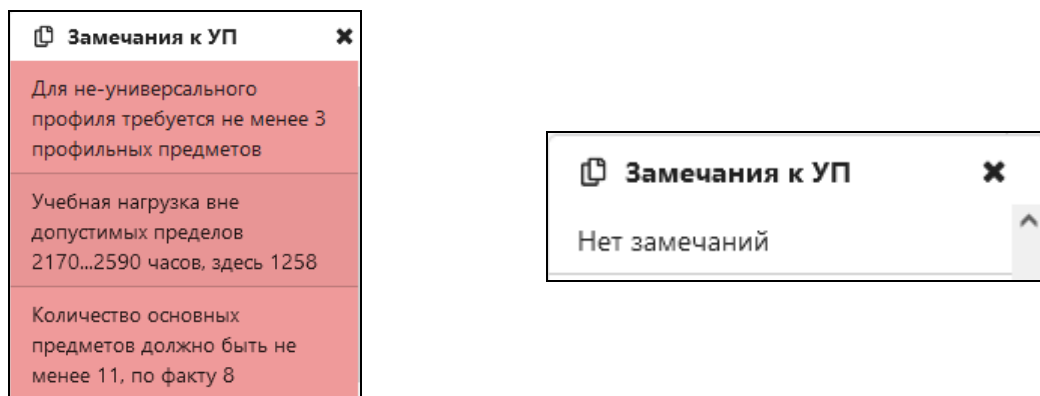 Замечания к УП
Для не-универсального
профиля требуется не менее 3
профильных предметов
Учебная нагрузка вне
допустимых пределов
2170...2590 часов, здесь 1258
Количество основных
предметов должно быть не
менее 11, по факту 8
Замечания к УП
Нет замечаний